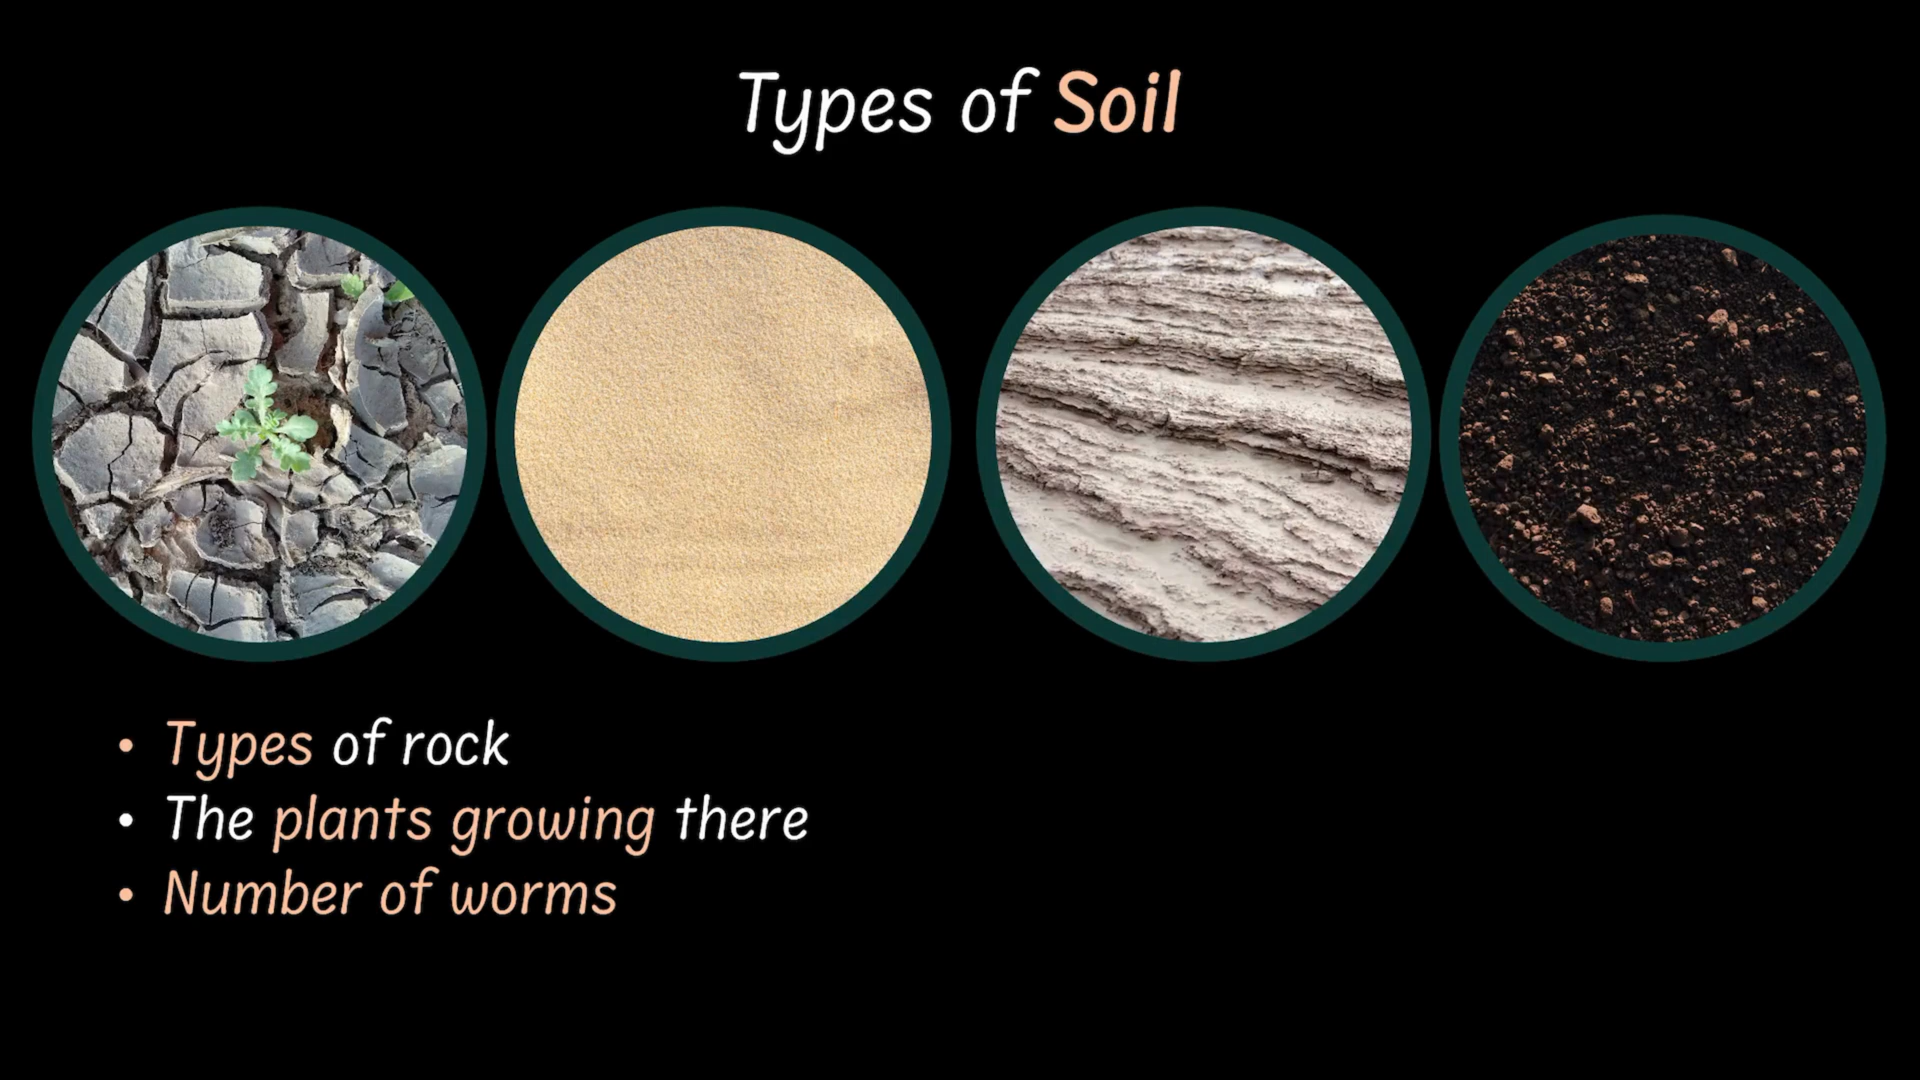 Types of Soil
• Types of rock
• The plants growing there
• Number of worms